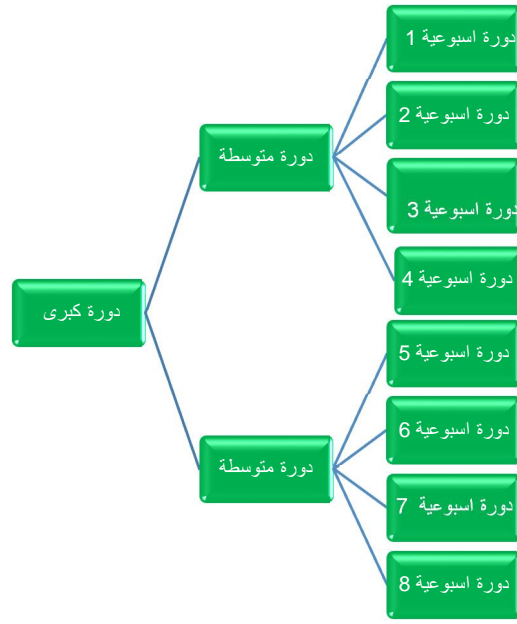 دورة اسبوعية 1
دورة اسبوعية 2
دورة متوسطة
دورة اسبوعية 3
دورة اسبوعية 4
دورة كبرى
دورة اسبوعية 5
دورة اسبوعية 6
دورة متوسطة
دورة اسبوعية 7
دورة اسبوعية 8